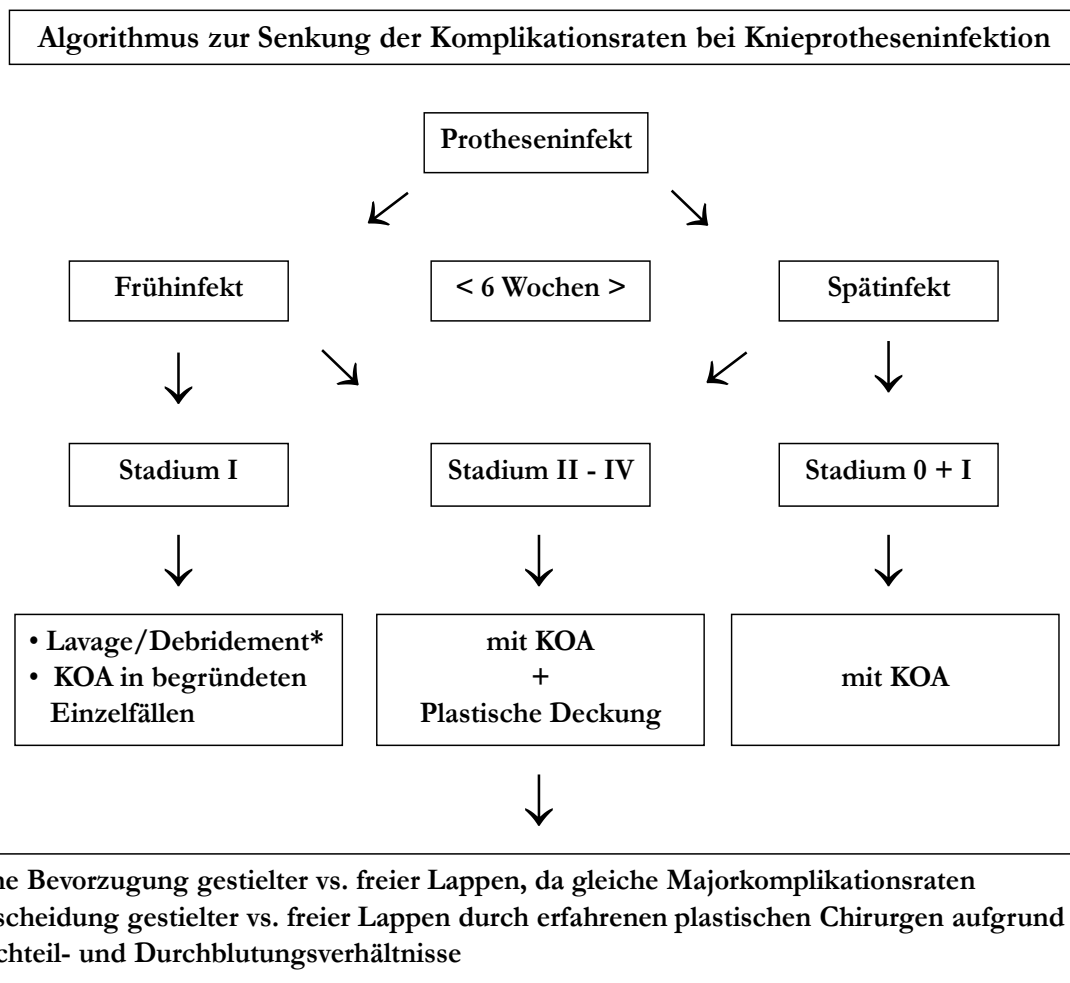 Algorithmus zur Senkung der Komplikationsraten bei Knieprotheseninfektion
Protheseninfekt
Frühinfekt
< 6 Wochen >
Spätinfekt
Stadium I
Stadium II - IV
Stadium 0 + I
• Lavage/Debridement*
• KOA in begründeten
Einzelfällen
mit KOA
+
Plastische Deckung
mit KOA
Bevorzugung gestielter vs. freier Lappen, da gleiche Majorkomplikationsraten
gestielter vs. freier Lappen durch erfahrenen plastischen Chirurgen aufgrund
und Durchblutungsverhältnisse